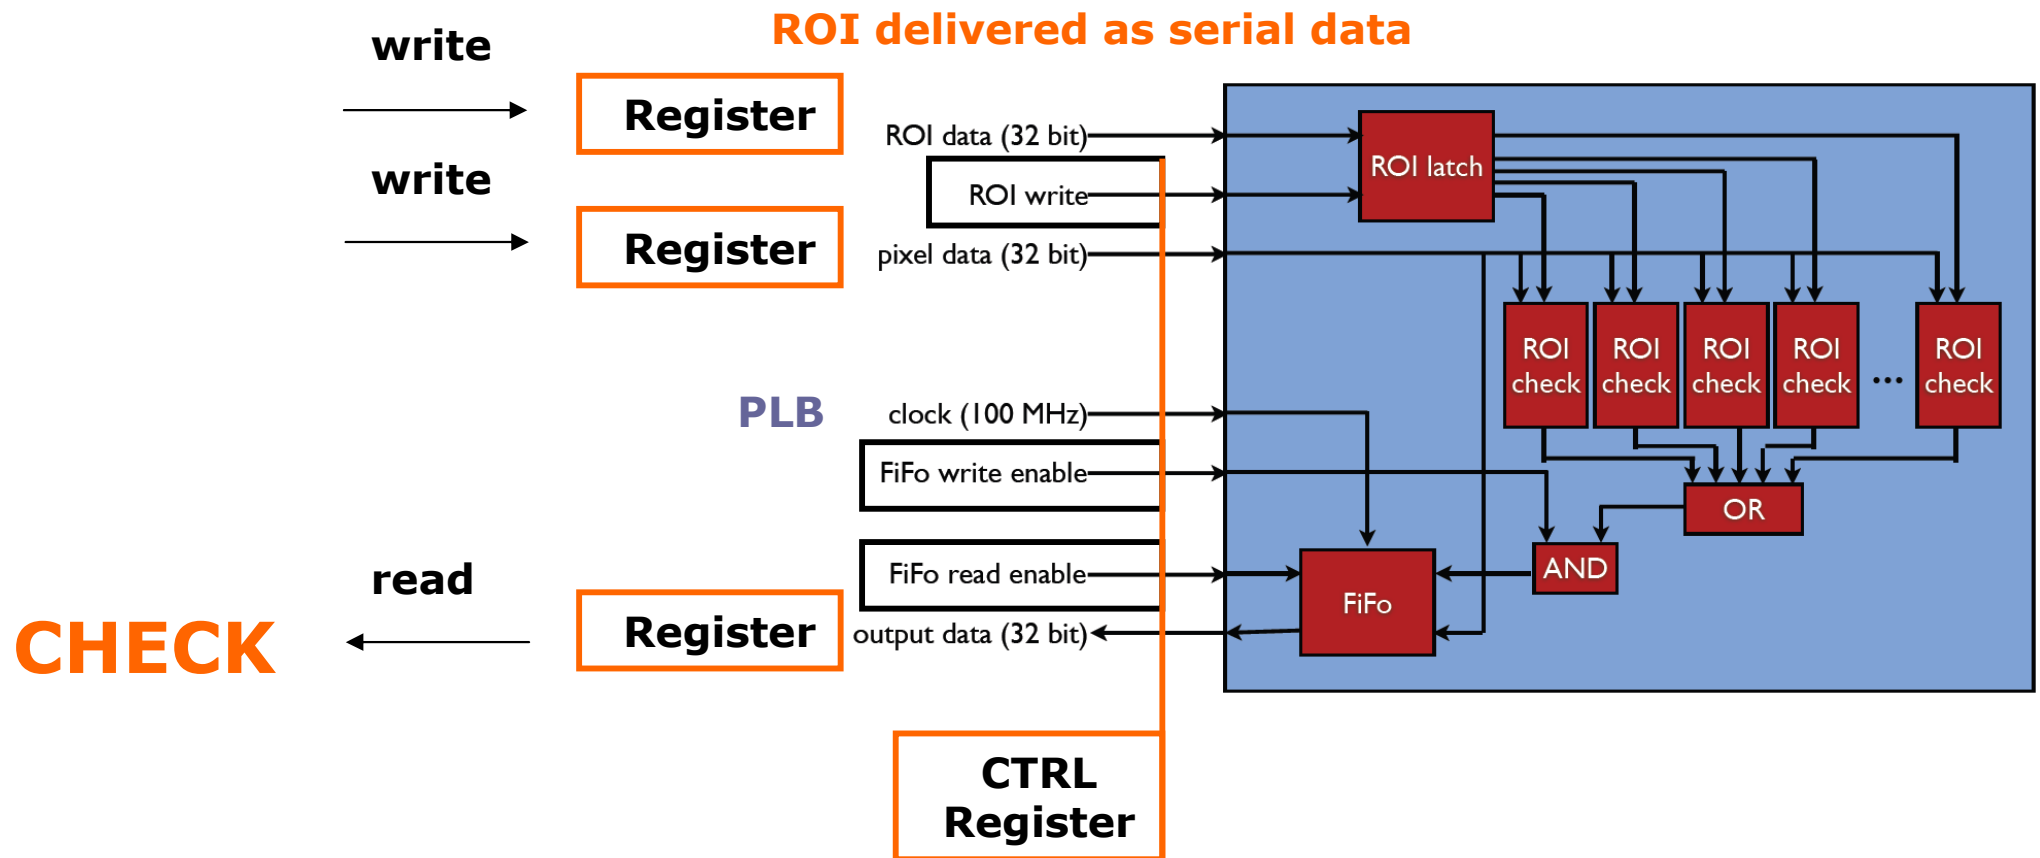 ROI delivered as serial data
write
Register
ROI data (32 bit)
ROI latch
write
ROI write
Register
pixel data (32 bit)
ROI check
ROI check
ROI check
ROI check
...
ROI check
PLB
clock (100 MHz)
FiFo write enable
OR
AND
read
FiFo read enable
FiFo
CHECK
Register
output data (32 bit)
CTRL
Register